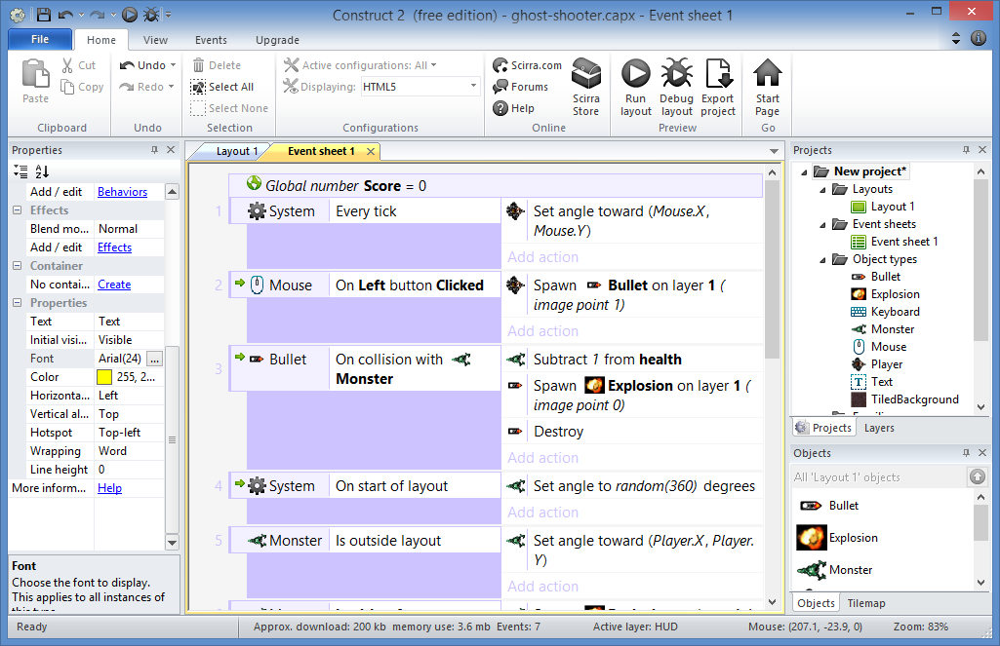 Construct 2 (free edition) - ghost-shooter.capx - Event sheet 1
File Home View Events Upgrade
Paste
Cut
Copy
Clipboard
Undo
Redo
Undo
Delete
Select All
Select None
Selection
Active configurations: All
Displaying: HTML5
Configurations
Scirra.com
Forums
Help
Scirra Store
Online
Run layout
Debug layout
Export project
Preview
Start Page
Go
Properties
Add / edit Behaviors
Effects
Blend mo... Normal
Add / edit Effects
Container
No contai... Create
Properties
Text Text
Initial visi... Visible
Font Arial(24) ...
Color 255, 2...
Horizonta... Left
Vertical al... Top
Hotspot Top-left
Wrapping Word
Line height 0
More inform... Help
Font
Choose the font to display.
This applies to all instances of
Layout 1 Event sheet 1
Global number Score = 0
1 System Every tick
Set angle toward (Mouse.X,
Mouse.Y)
Add action
2 Mouse On Left button Clicked
Spawn Bullet on layer 1 (
image point 1)
Add action
3 Bullet On collision with
Monster
Subtract 1 from health
Spawn Explosion on layer 1 (
image point 0)
Destroy
Add action
4 System On start of layout
Set angle to random(360) degrees
Add action
5 Monster Is outside layout
Set angle toward (Player.X, Player.
Y)
Add action
Projects
New project*
Layouts
Layout 1
Event sheets
Event sheet 1
Object types
Bullet
Explosion
Keyboard
Monster
Mouse
Player
T Text
TiledBackground
Projects Layers
Objects
All 'Layout 1' objects
Bullet
Explosion
Monster
Objects Tilemap
Ready
Approx. download: 200 kb memory use: 3.6 mb Events: 7
Active layer: HUD
Mouse: (207.1, -23.9, 0)
Zoom: 83%